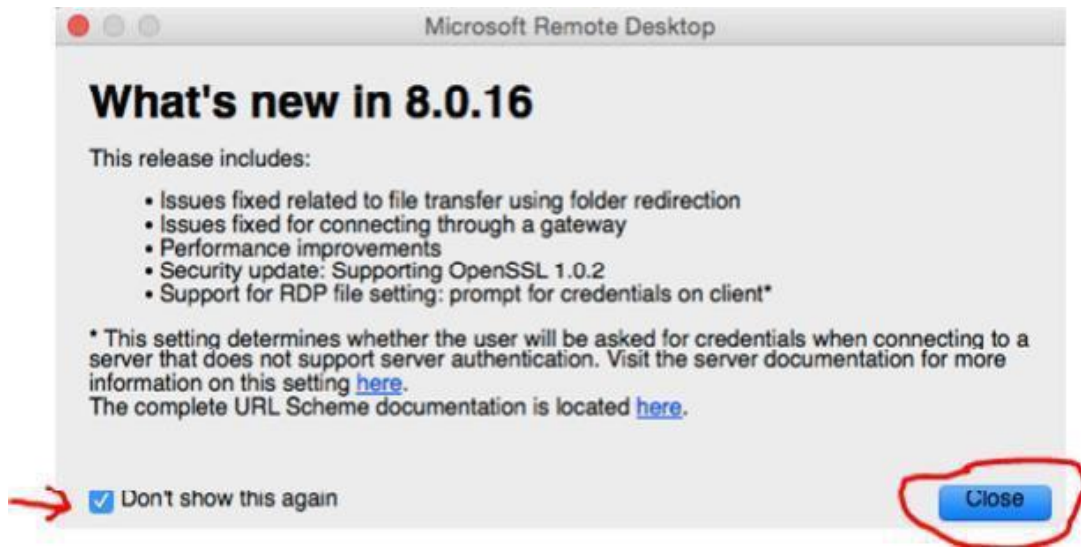 Microsoft Remote Desktop
What's new in 8.0.16
This release includes:
• Issues fixed related to file transfer using folder redirection
• Issues fixed for connecting through a gateway
• Performance improvements
• Security update: Supporting OpenSSL 1.0.2
• Support for RDP file setting: prompt for credentials on client*
* This setting determines whether the user will be asked for credentials when connecting to a
server that does not support server authentication. Visit the server documentation for more
information on this setting here.
The complete URL Scheme documentation is located here.
Don't show this again
Close